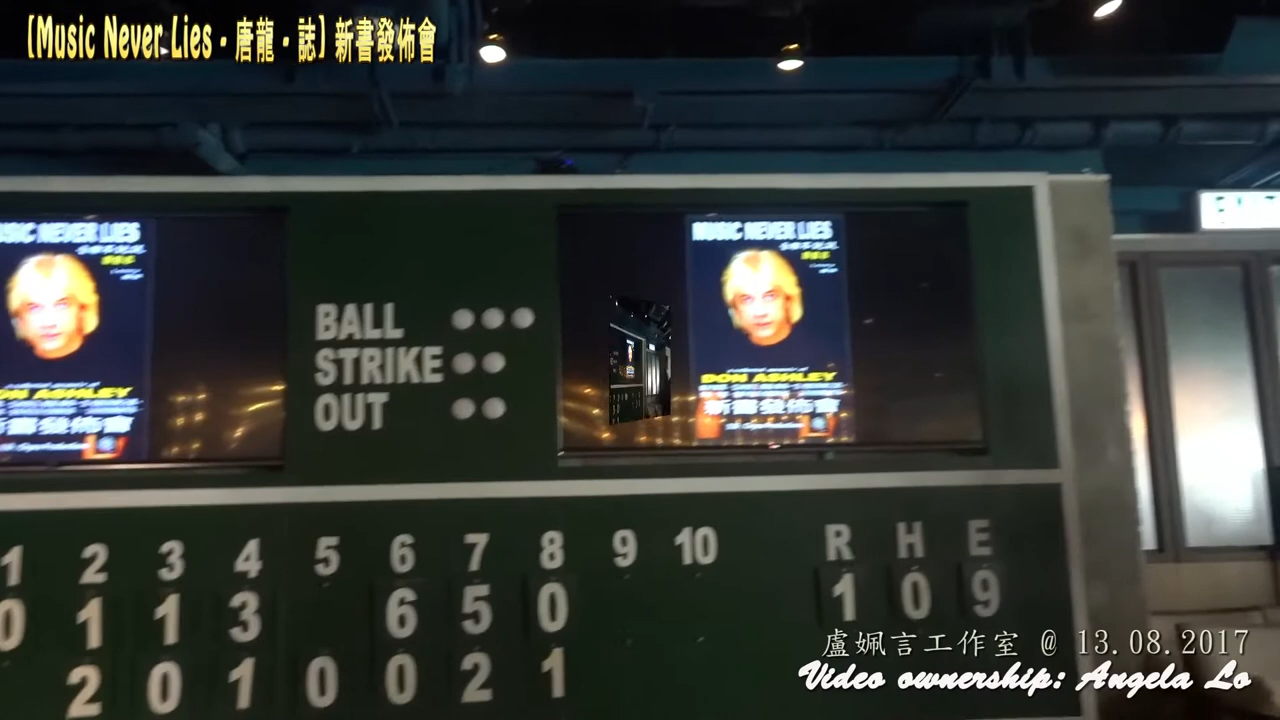 [Music Never Lies - 唐龍 - 誌] 新書發佈會
MUSIC NEVER LIES
DON ASHLEY
新書發佈會
MUSIC NEVER LIES
DON ASHLEY
新書發佈會
BALL
STRIKE
OUT
1 2 3 4 5 6 7 8 9 10 R H E
0 1 1 3 6 5 0 1 0 9
2 0 1 0 0 2 1
盧姵言工作室 @ 13.08.2017
Video ownership: Angela Lo